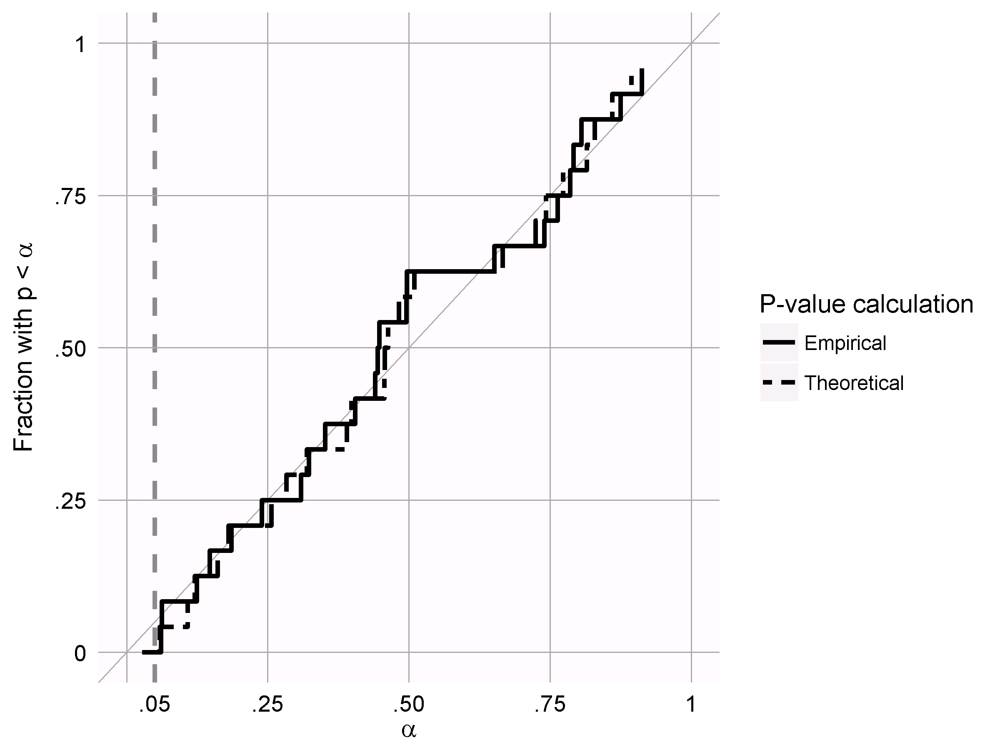 Fraction with p < α
1
.75
.50
.25
0
.05 .25 .50 .75 1
α
P-value calculation
Empirical
Theoretical